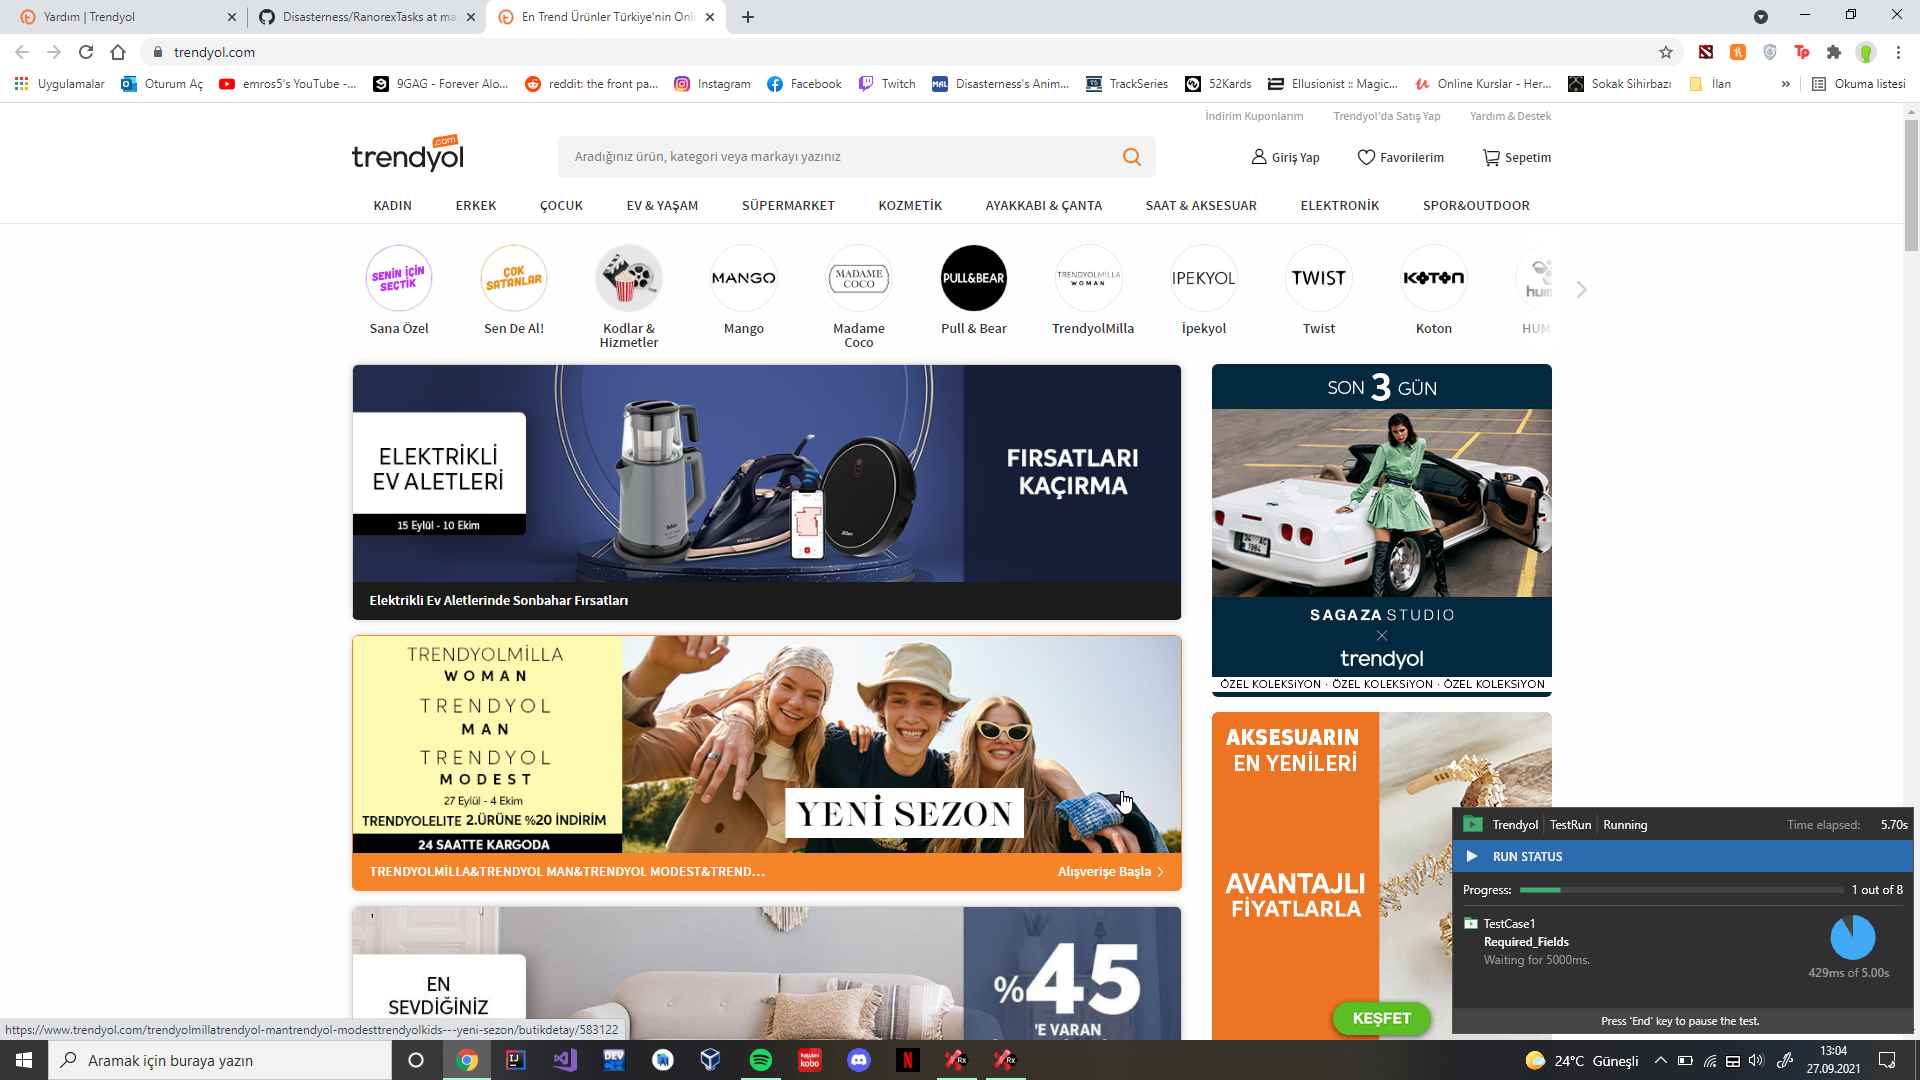 Yardım | Trendyol
Disasterness/RanorexTasks at ma
En Trend Ürünler Türkiye'nin Onl
trendyol.com
Uygulamalar
Oturum Aç
emros5's YouTube -...
9GAG - Forever Alo...
reddit: the front pa...
Instagram
Facebook
Twitch
MAL
Disasterness's Anim...
TrackSeries
52Kards
Ellusionist :: Magic...
Online Kurslar - Her...
Sokak Sihirbazı
İlan
»
Okuma listesi
İndirim Kuponlarım
Trendyol'da Satış Yap
Yardım & Destek
trendyol
.com
Aradığınız ürün, kategori veya markayı yazınız
Giriş Yap
Favorilerim
Sepetim
KADIN
ERKEK
ÇOCUK
EV & YAŞAM
SÜPERMARKET
KOZMETİK
AYAKKABI & ÇANTA
SAAT & AKSESUAR
ELEKTRONİK
SPOR&OUTDOOR
SENİN İÇİN
SEÇTİK
ÇOK
SATANLAR
MANGO
MADAME
COCO
PULL&BEAR
TRENDYOLMILLA
WOMAN
IPEKYOL
TWIST
KOTON
hum
Sana Özel
Sen De Al!
Kodlar &
Hizmetler
Mango
Madame
Coco
Pull & Bear
TrendyolMilla
İpekyol
Twist
Koton
HUM
ELEKTRİKLİ
EV ALETLERİ
15 Eylül - 10 Ekim
FIRSATLARI
KAÇIRMA
Elektrikli Ev Aletlerinde Sonbahar Fırsatları
SON 3 GÜN
SAGAZA STUDIO
×
trendyol
ÖZEL KOLEKSİYON · ÖZEL KOLEKSİYON · ÖZEL KOLEKSİYON
TRENDYOLMİLLA
WOMAN
TRENDYOL
MAN
TRENDYOL
MODEST
27 Eylül - 4 Ekim
TRENDYOLELITE 2.ÜRÜNE %20 İNDİRİM
24 SAATTE KARGODA
YENİ SEZON
TRENDYOLMİLLA&TRENDYOL MAN&TRENDYOL MODEST&TREND...
Alışverişe Başla
AKSESUARIN
EN YENİLERİ
AVANTAJLI
FİYATLARLA
KEŞFET
EN
SEVDİĞİNİZ
%45
'E VARAN
Trendyol
TestRun
Running
Time elapsed:
5.70s
RUN STATUS
Progress:
1 out of 8
TestCase1
Required_Fields
Waiting for 5000ms.
429ms of 5.00s
Press 'End' key to pause the test.
https://www.trendyol.com/trendyolmillatrendyol-mantrendyol-modesttrendyolkids---yeni-sezon/butikdetay/583122
Aramak için buraya yazın
DEV
Rakuten
kobo
N
Rx
Rx
24°C Güneşli
13:04
27.09.2021